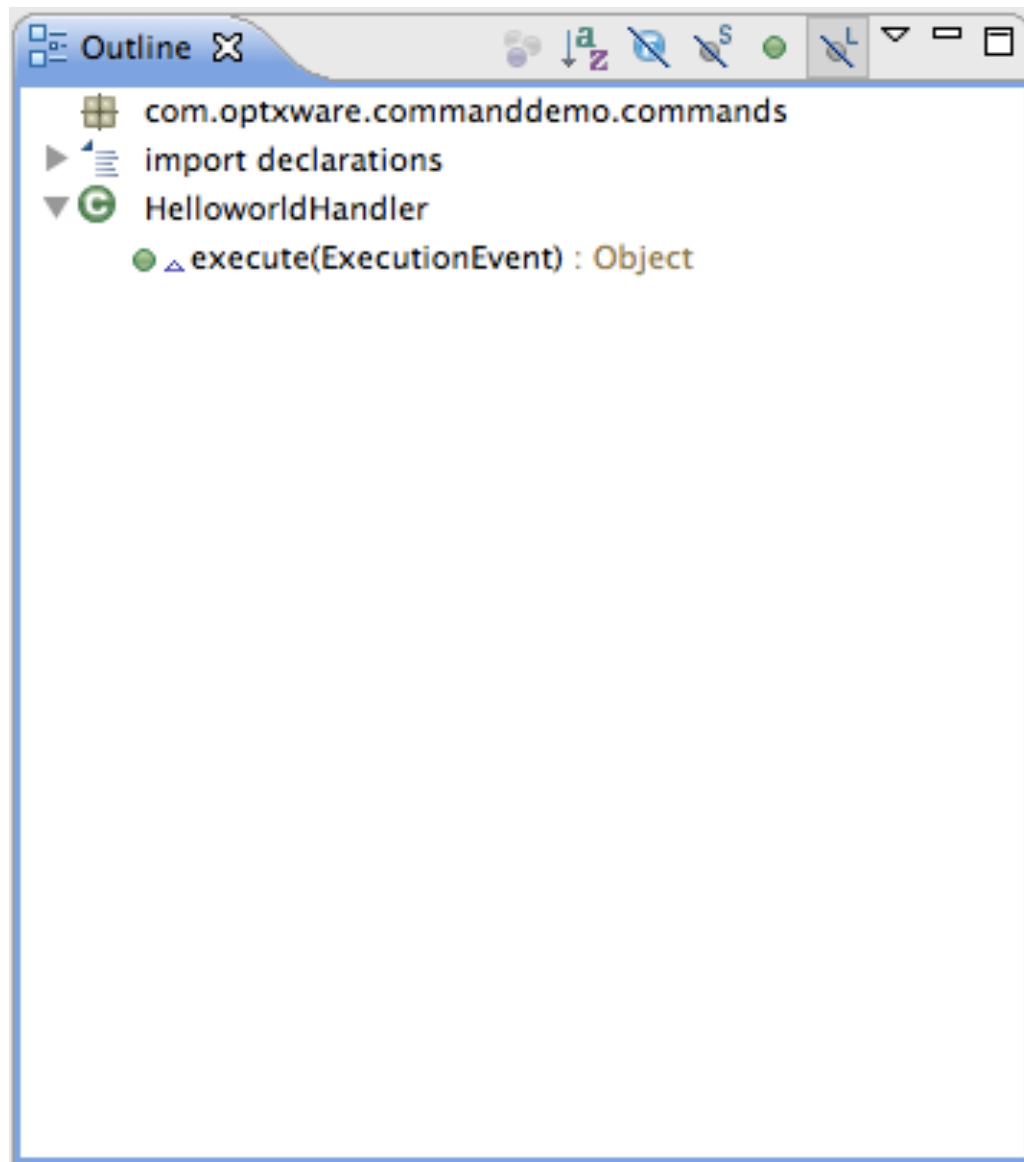 Outline
com.optxware.commanddemo.commands
import declarations
HelloworldHandler
execute(ExecutionEvent) : Object